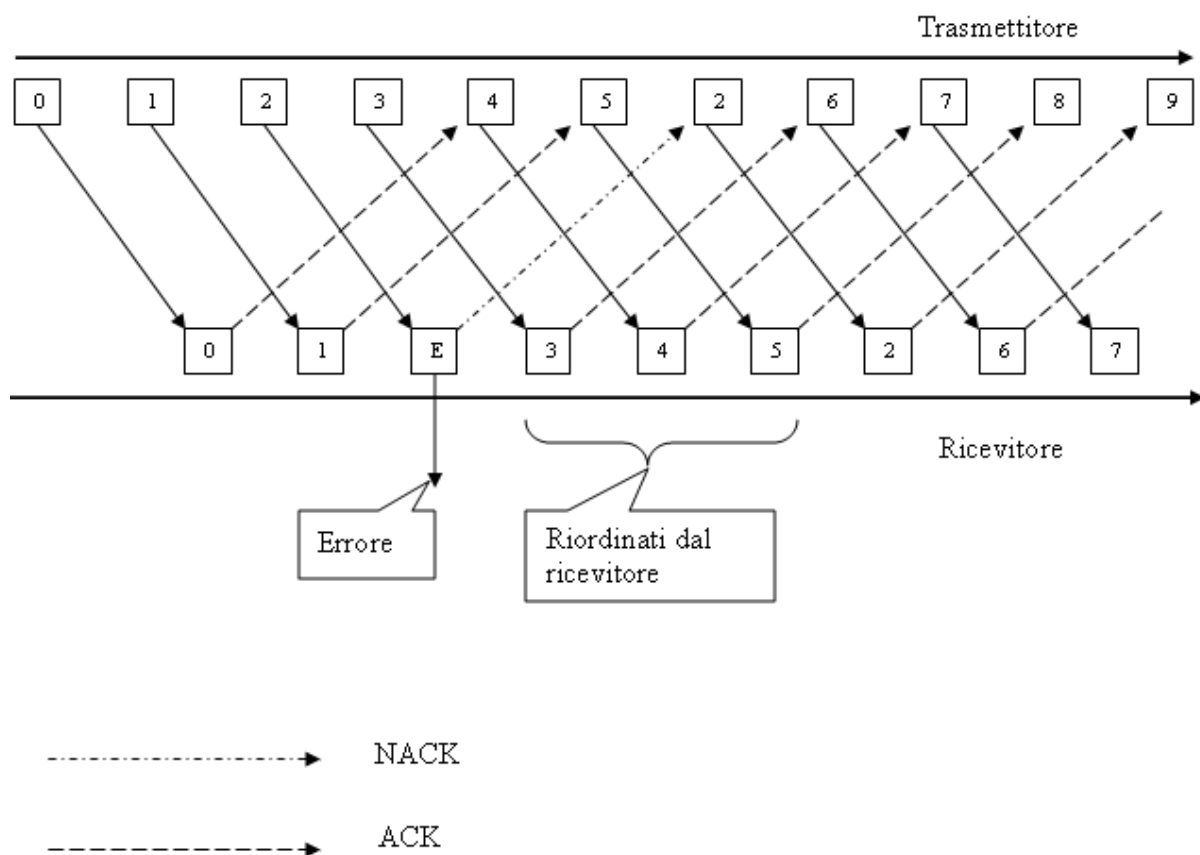 Trasmettitore
0 1 2 3 4 5 2 6 7 8 9
0 1 E 3 4 5 2 6 7
Ricevitore
Errore
Riordinati dal
ricevitore
NACK
ACK